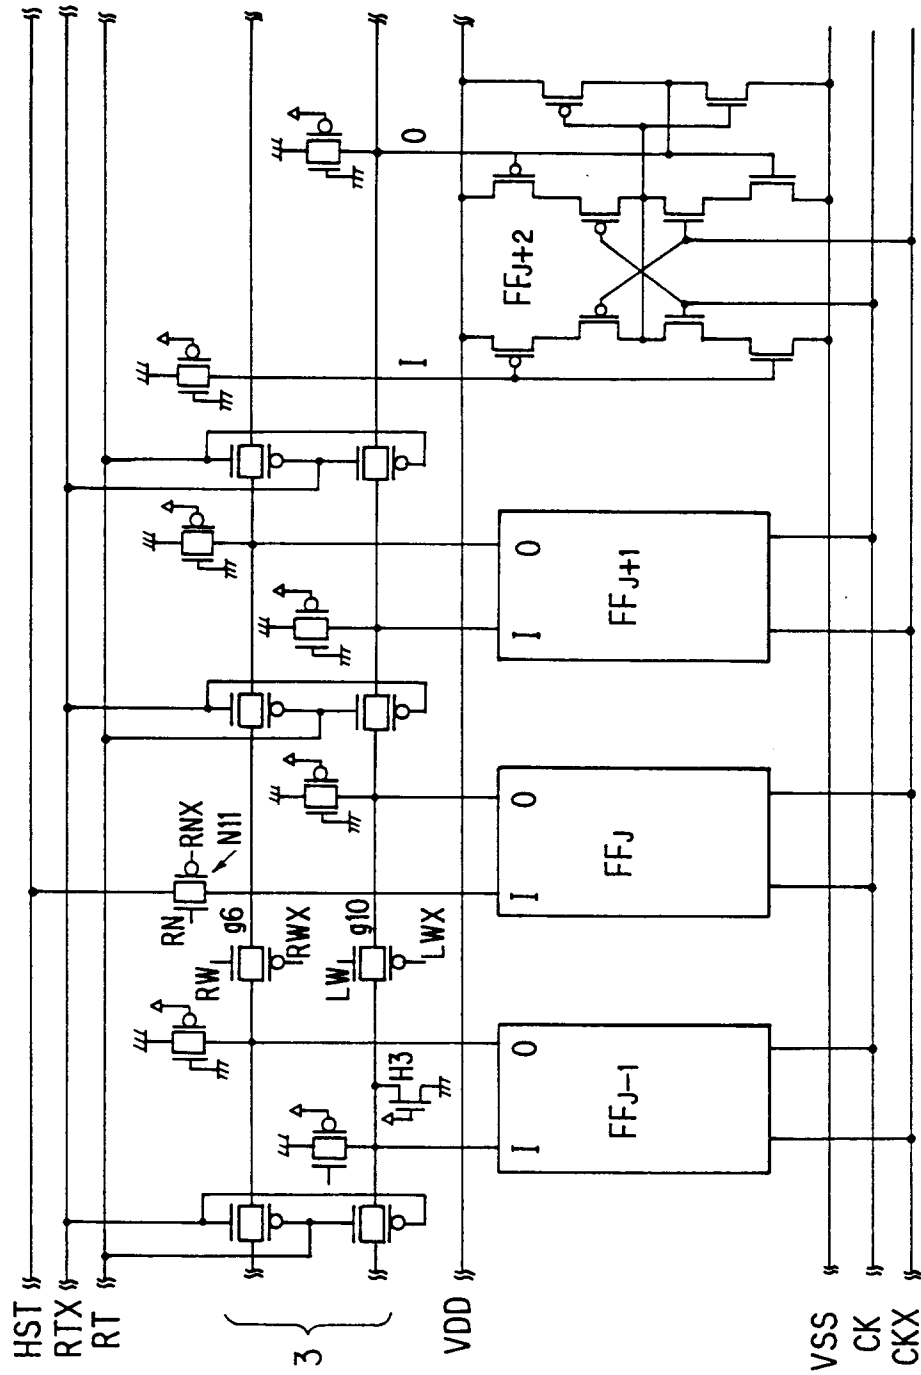 HST
RTX
RT
3
VDD
VSS
CK
CKX
RN
RNX
N11
RW
g6
RWX
LW
g10
LWX
H3
I
O
FFJ-1
I
O
FFJ
I
O
FFJ+1
I
O
FFJ+2